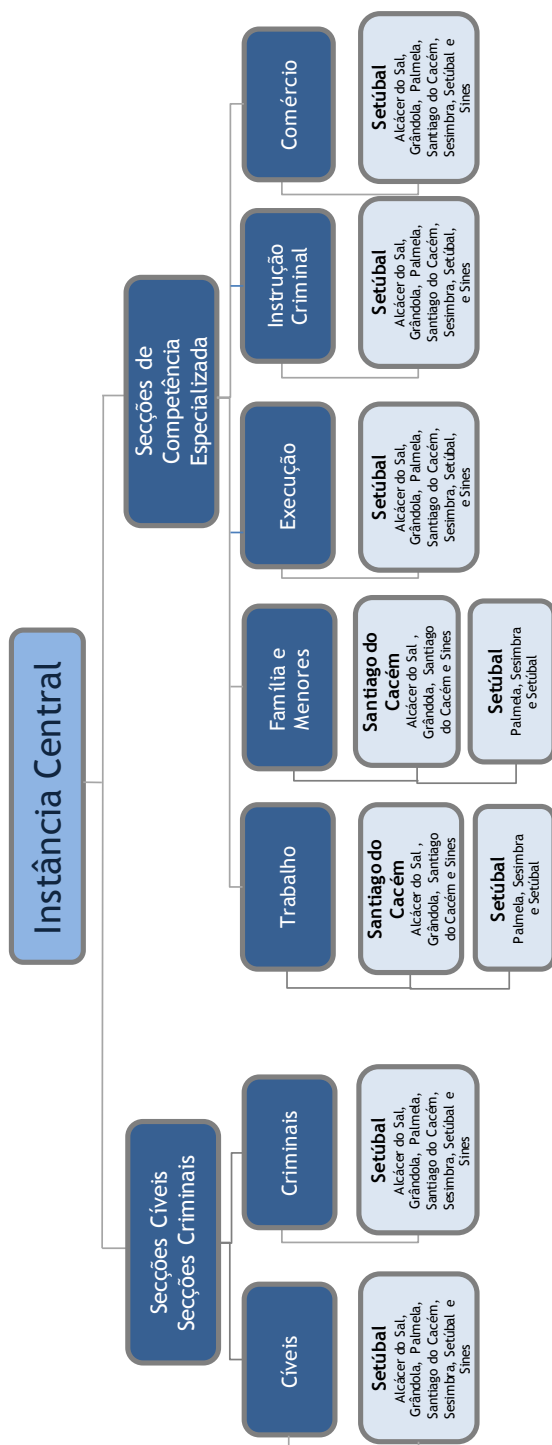 Instância Central
Secções Cíveis
Secções Criminais
Secções de
Competência
Especializada
Cíveis
Setúbal
Alcácer do Sal,
Grândola, Palmela,
Santiago do Cacém,
Sesimbra, Setúbal e
Sines
Criminais
Setúbal
Alcácer do Sal,
Grândola, Palmela,
Santiago do Cacém,
Sesimbra, Setúbal e
Sines
Trabalho
Santiago do
Cacém
Alcácer do Sal ,
Grândola, Santiago
do Cacém e Sines
Setúbal
Palmela, Sesimbra
e Setúbal
Família e
Menores
Santiago do
Cacém
Alcácer do Sal ,
Grândola, Santiago
do Cacém e Sines
Setúbal
Palmela, Sesimbra
e Setúbal
Execução
Setúbal
Alcácer do Sal,
Grândola, Palmela,
Santiago do Cacém,
Sesimbra, Setúbal,
e Sines
Instrução
Criminal
Setúbal
Alcácer do Sal,
Grândola, Palmela,
Santiago do Cacém,
Sesimbra, Setúbal,
e Sines
Comércio
Setúbal
Alcácer do Sal,
Grândola, Palmela,
Santiago do Cacém,
Sesimbra, Setúbal e
Sines